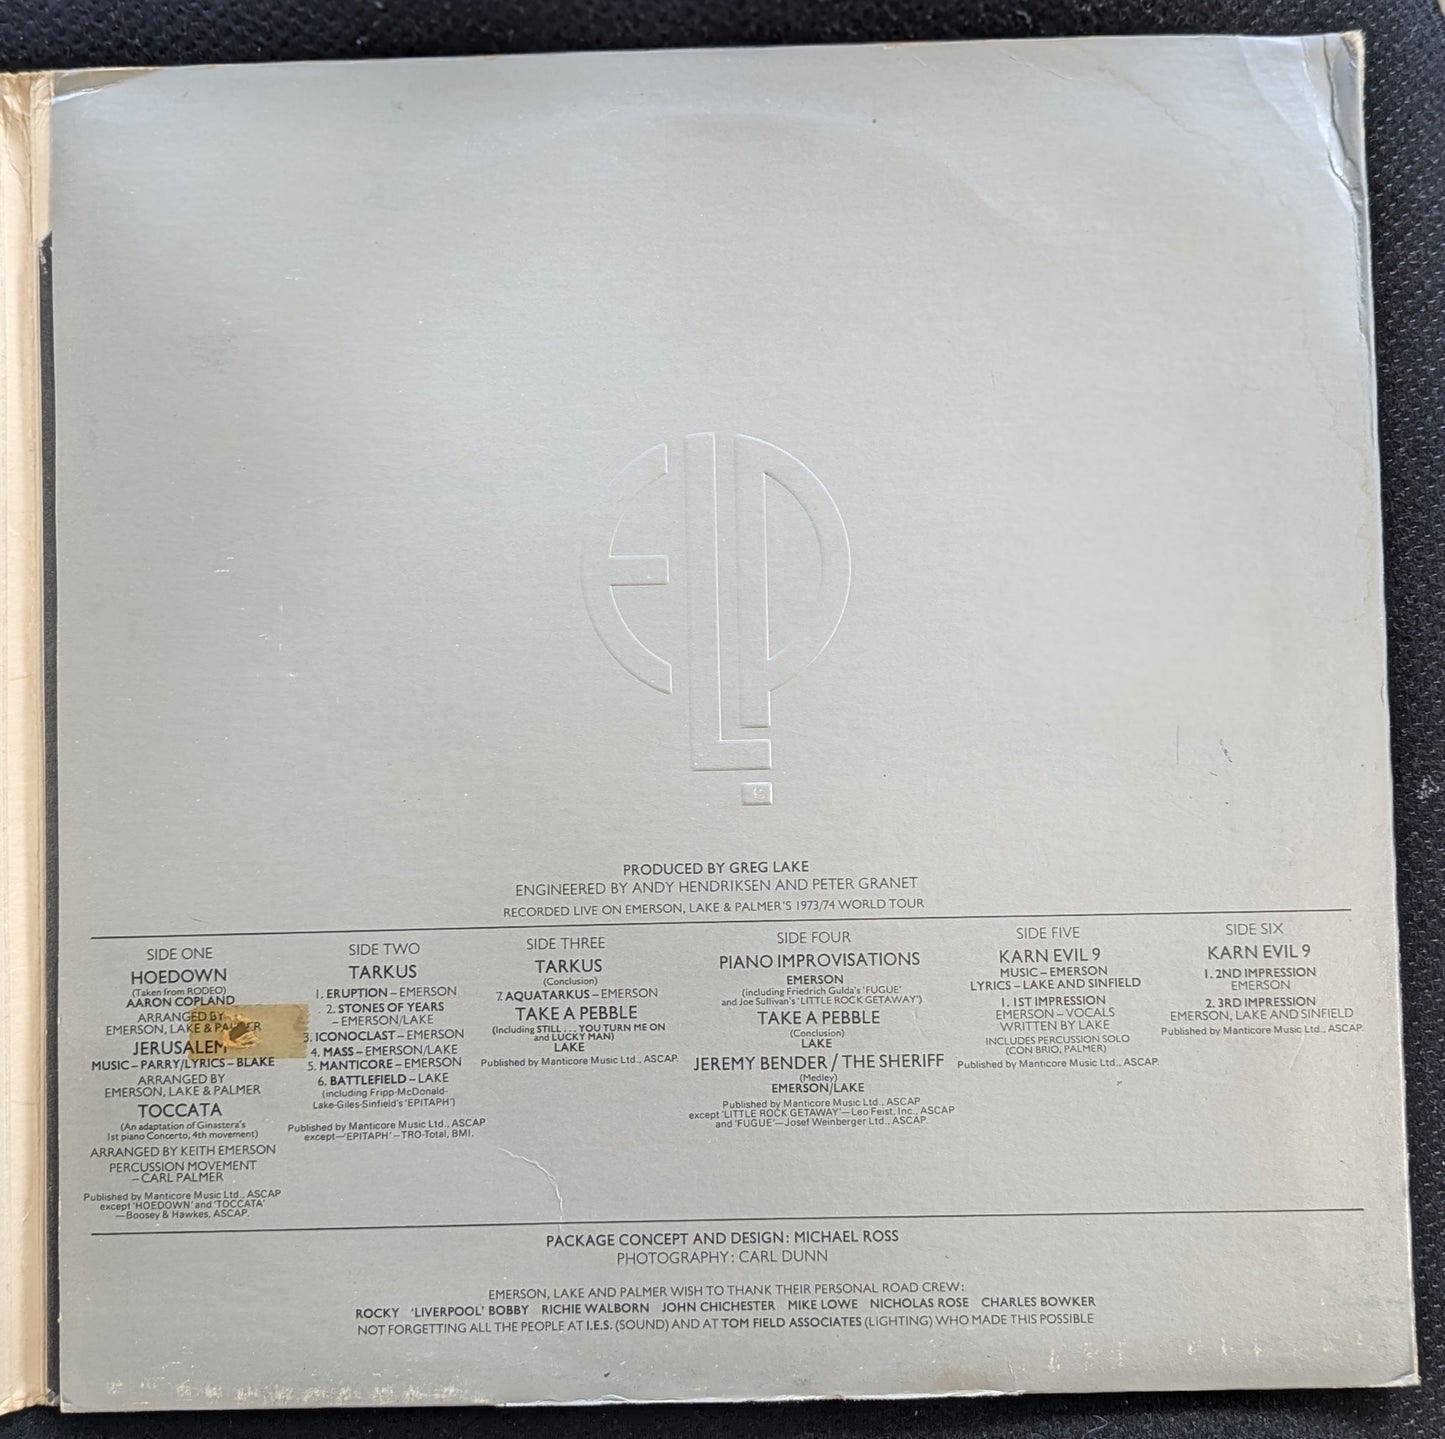 ELP
PRODUCED BY GREG LAKE
ENGINEERED BY ANDY HENDRIKSEN AND PETER GRANET
RECORDED LIVE ON EMERSON, LAKE & PALMER'S 1973/74 WORLD TOUR
SIDE ONE
HOEDOWN
(Taken from RODEO)
AARON COPLAND
ARRANGED BY
EMERSON, LAKE & PALMER
JERUSALEM
MUSIC – PARRY/LYRICS – BLAKE
ARRANGED BY
EMERSON, LAKE & PALMER
TOCCATA
(An adaptation of Ginastera's
1st piano Concerto, 4th movement)
ARRANGED BY KEITH EMERSON
PERCUSSION MOVEMENT
– CARL PALMER
Published by Manticore Music Ltd., ASCAP
except 'HOEDOWN' and 'TOCCATA'
—Boosey & Hawkes, ASCAP.
SIDE TWO
TARKUS
1. ERUPTION – EMERSON
2. STONES OF YEARS
– EMERSON/LAKE
3. ICONOCLAST – EMERSON
4. MASS – EMERSON/LAKE
5. MANTICORE – EMERSON
6. BATTLEFIELD – LAKE
(including Fripp-McDonald-
Lake-Giles-Sinfield's 'EPITAPH')
Published by Manticore Music Ltd., ASCAP
except—'EPITAPH'—TRO-Total, BMI.
SIDE THREE
TARKUS
(Conclusion)
7. AQUATARKUS – EMERSON
TAKE A PEBBLE
(Including STILL . . . YOU TURN ME ON
and LUCKY MAN)
LAKE
Published by Manticore Music Ltd., ASCAP.
SIDE FOUR
PIANO IMPROVISATIONS
EMERSON
(including Friedrich Gulda's 'FUGUE'
and Joe Sullivan's 'LITTLE ROCK GETAWAY')
TAKE A PEBBLE
(Conclusion)
LAKE
JEREMY BENDER / THE SHERIFF
(Medley)
EMERSON/LAKE
Published by Manticore Music Ltd., ASCAP
except 'LITTLE ROCK GETAWAY'—Leo Feist, Inc., ASCAP
and 'FUGUE'—Josef Weinberger Ltd., ASCAP.
SIDE FIVE
KARN EVIL 9
MUSIC – EMERSON
LYRICS – LAKE AND SINFIELD
1. 1ST IMPRESSION
EMERSON – VOCALS
WRITTEN BY LAKE
INCLUDES PERCUSSION SOLO
(CON BRIO, PALMER)
Published by Manticore Music Ltd., ASCAP.
SIDE SIX
KARN EVIL 9
1. 2ND IMPRESSION
EMERSON
2. 3RD IMPRESSION
EMERSON, LAKE AND SINFIELD
Published by Manticore Music Ltd., ASCAP.
PACKAGE CONCEPT AND DESIGN: MICHAEL ROSS
PHOTOGRAPHY: CARL DUNN
EMERSON, LAKE AND PALMER WISH TO THANK THEIR PERSONAL ROAD CREW:
ROCKY 'LIVERPOOL' BOBBY RICHIE WALBORN JOHN CHICHESTER MIKE LOWE NICHOLAS ROSE CHARLES BOWKER
NOT FORGETTING ALL THE PEOPLE AT I.E.S. (SOUND) AND AT TOM FIELD ASSOCIATES (LIGHTING) WHO MADE THIS POSSIBLE